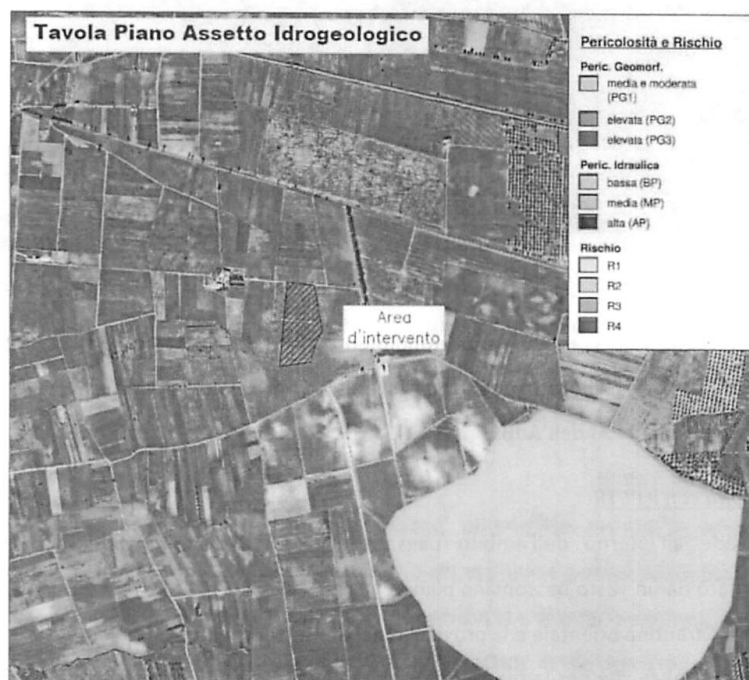 Tavola Piano Assetto Idrogeologico
Pericolosità e Rischio
Peric. Geomorf.
media e moderata
(PG1)
elevata (PG2)
elevata (PG3)
Peric. Idraulica
bassa (BP)
media (MP)
alta (AP)
Rischio
R1
R2
R3
R4
Area
d'intervento